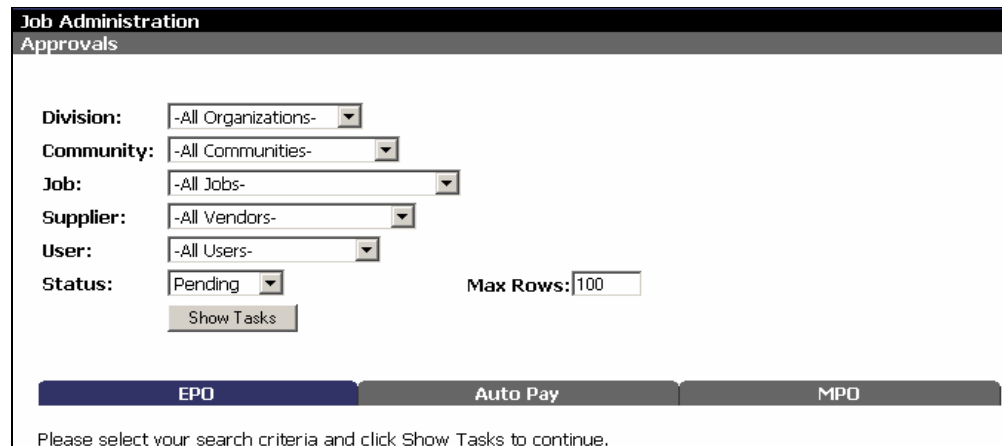 Job Administration
Approvals
Division: -All Organizations-
Community: -All Communities-
Job: -All Jobs-
Supplier: -All Vendors-
User: -All Users-
Status: Pending Max Rows: 100
Show Tasks
EPO Auto Pay MPO
Please select your search criteria and click Show Tasks to continue.